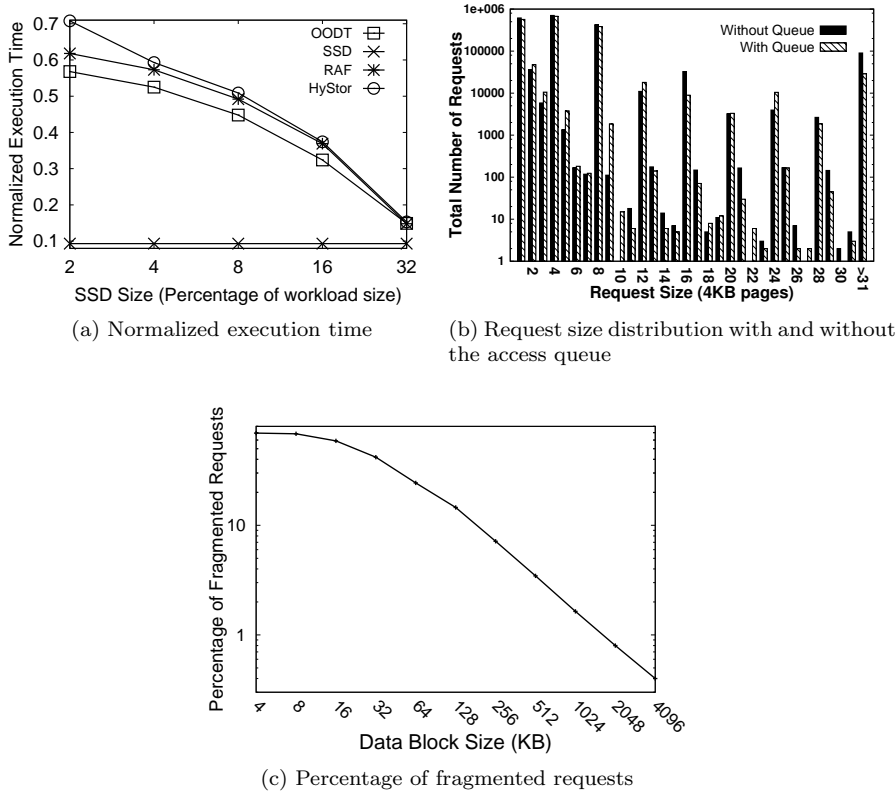 0.7
0.6
0.5
0.4
0.3
0.2
0.1
2 4 8 16 32
Normalized Execution Time
SSD Size (Percentage of workload size)
OODT
SSD
RAF
HyStor
(a) Normalized execution time
1e+006
100000
10000
1000
100
10
1
2 4 6 8 10 12 14 16 18 20 22 24 26 28 30 >31
Total Number of Requests
Request Size (4KB pages)
Without Queue
With Queue
(b) Request size distribution with and without
the access queue
10
1
4 8 16 32 64 128 256 512 1024 2048 4096
Percentage of Fragmented Requests
Data Block Size (KB)
(c) Percentage of fragmented requests